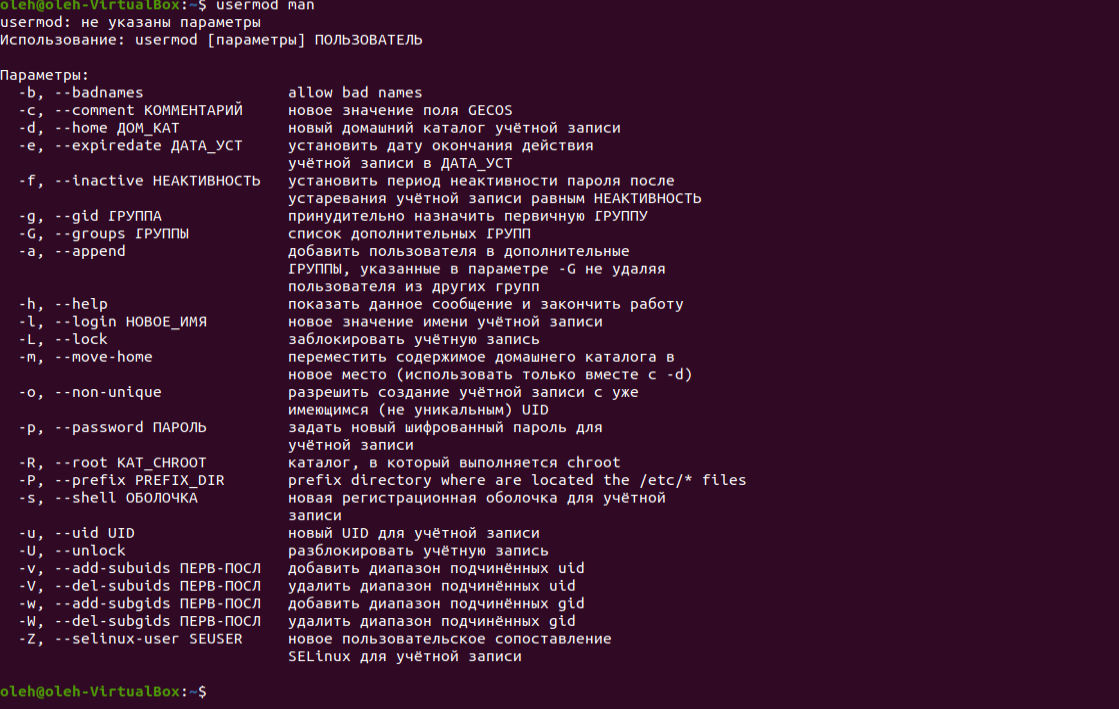 oleh@oleh-VirtualBox:~$ usermod man
usermod: не указаны параметры
Использование: usermod [параметры] ПОЛЬЗОВАТЕЛЬ

Параметры:
  -b, --badnames                allow bad names
  -c, --comment КОММЕНТАРИЙ     новое значение поля GECOS
  -d, --home ДОМ_КАТ            новый домашний каталог учётной записи
  -e, --expiredate ДАТА_УСТ     установить дату окончания действия
                                учётной записи в ДАТА_УСТ
  -f, --inactive НЕАКТИВНОСТЬ   установить период неактивности пароля после
                                устаревания учётной записи равным НЕАКТИВНОСТЬ
  -g, --gid ГРУППА              принудительно назначить первичную ГРУППУ
  -G, --groups ГРУППЫ           список дополнительных ГРУПП
  -a, --append                  добавить пользователя в дополнительные
                                ГРУППЫ, указанные в параметре -G не удаляя
                                пользователя из других групп
  -h, --help                    показать данное сообщение и закончить работу
  -l, --login НОВОЕ_ИМЯ         новое значение имени учётной записи
  -L, --lock                    заблокировать учётную запись
  -m, --move-home               переместить содержимое домашнего каталога в
                                новое место (использовать только вместе с -d)
  -o, --non-unique              разрешить создание учётной записи с уже
                                имеющимся (не уникальным) UID
  -p, --password ПАРОЛЬ         задать новый шифрованный пароль для
                                учётной записи
  -R, --root КАТ_CHROOT         каталог, в который выполняется chroot
  -P, --prefix PREFIX_DIR       prefix directory where are located the /etc/* files
  -s, --shell ОБОЛОЧКА          новая регистрационная оболочка для учётной
                                записи
  -u, --uid UID                 новый UID для учётной записи
  -U, --unlock                  разблокировать учётную запись
  -v, --add-subuids ПЕРВ-ПОСЛ   добавить диапазон подчинённых uid
  -V, --del-subuids ПЕРВ-ПОСЛ   удалить диапазон подчинённых uid
  -w, --add-subgids ПЕРВ-ПОСЛ   добавить диапазон подчинённых gid
  -W, --del-subgids ПЕРВ-ПОСЛ   удалить диапазон подчинённых gid
  -Z, --selinux-user SEUSER     новое пользовательское сопоставление
                                SELinux для учётной записи

oleh@oleh-VirtualBox:~$